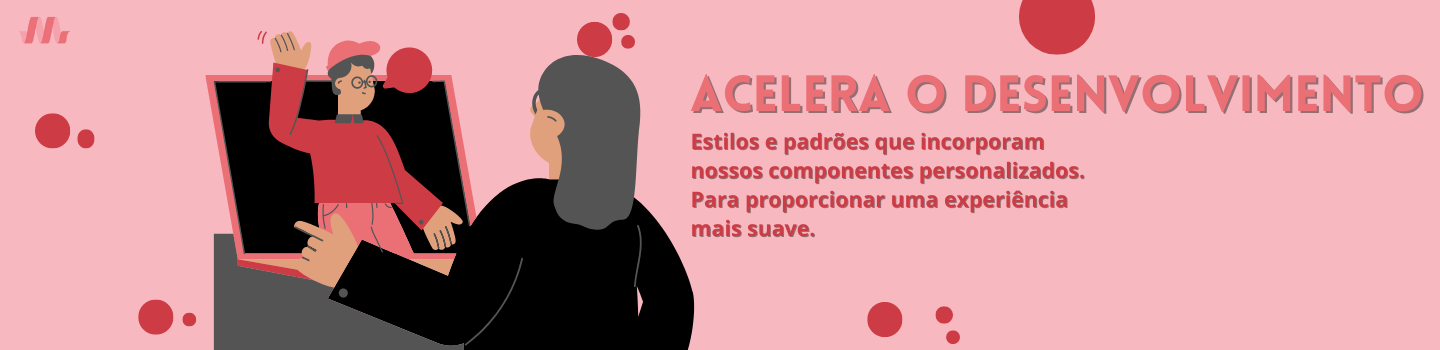 ACELERA O DESENVOLVIMENTO
Estilos e padrões que incorporam
nossos componentes personalizados.
Para proporcionar uma experiência
mais suave.